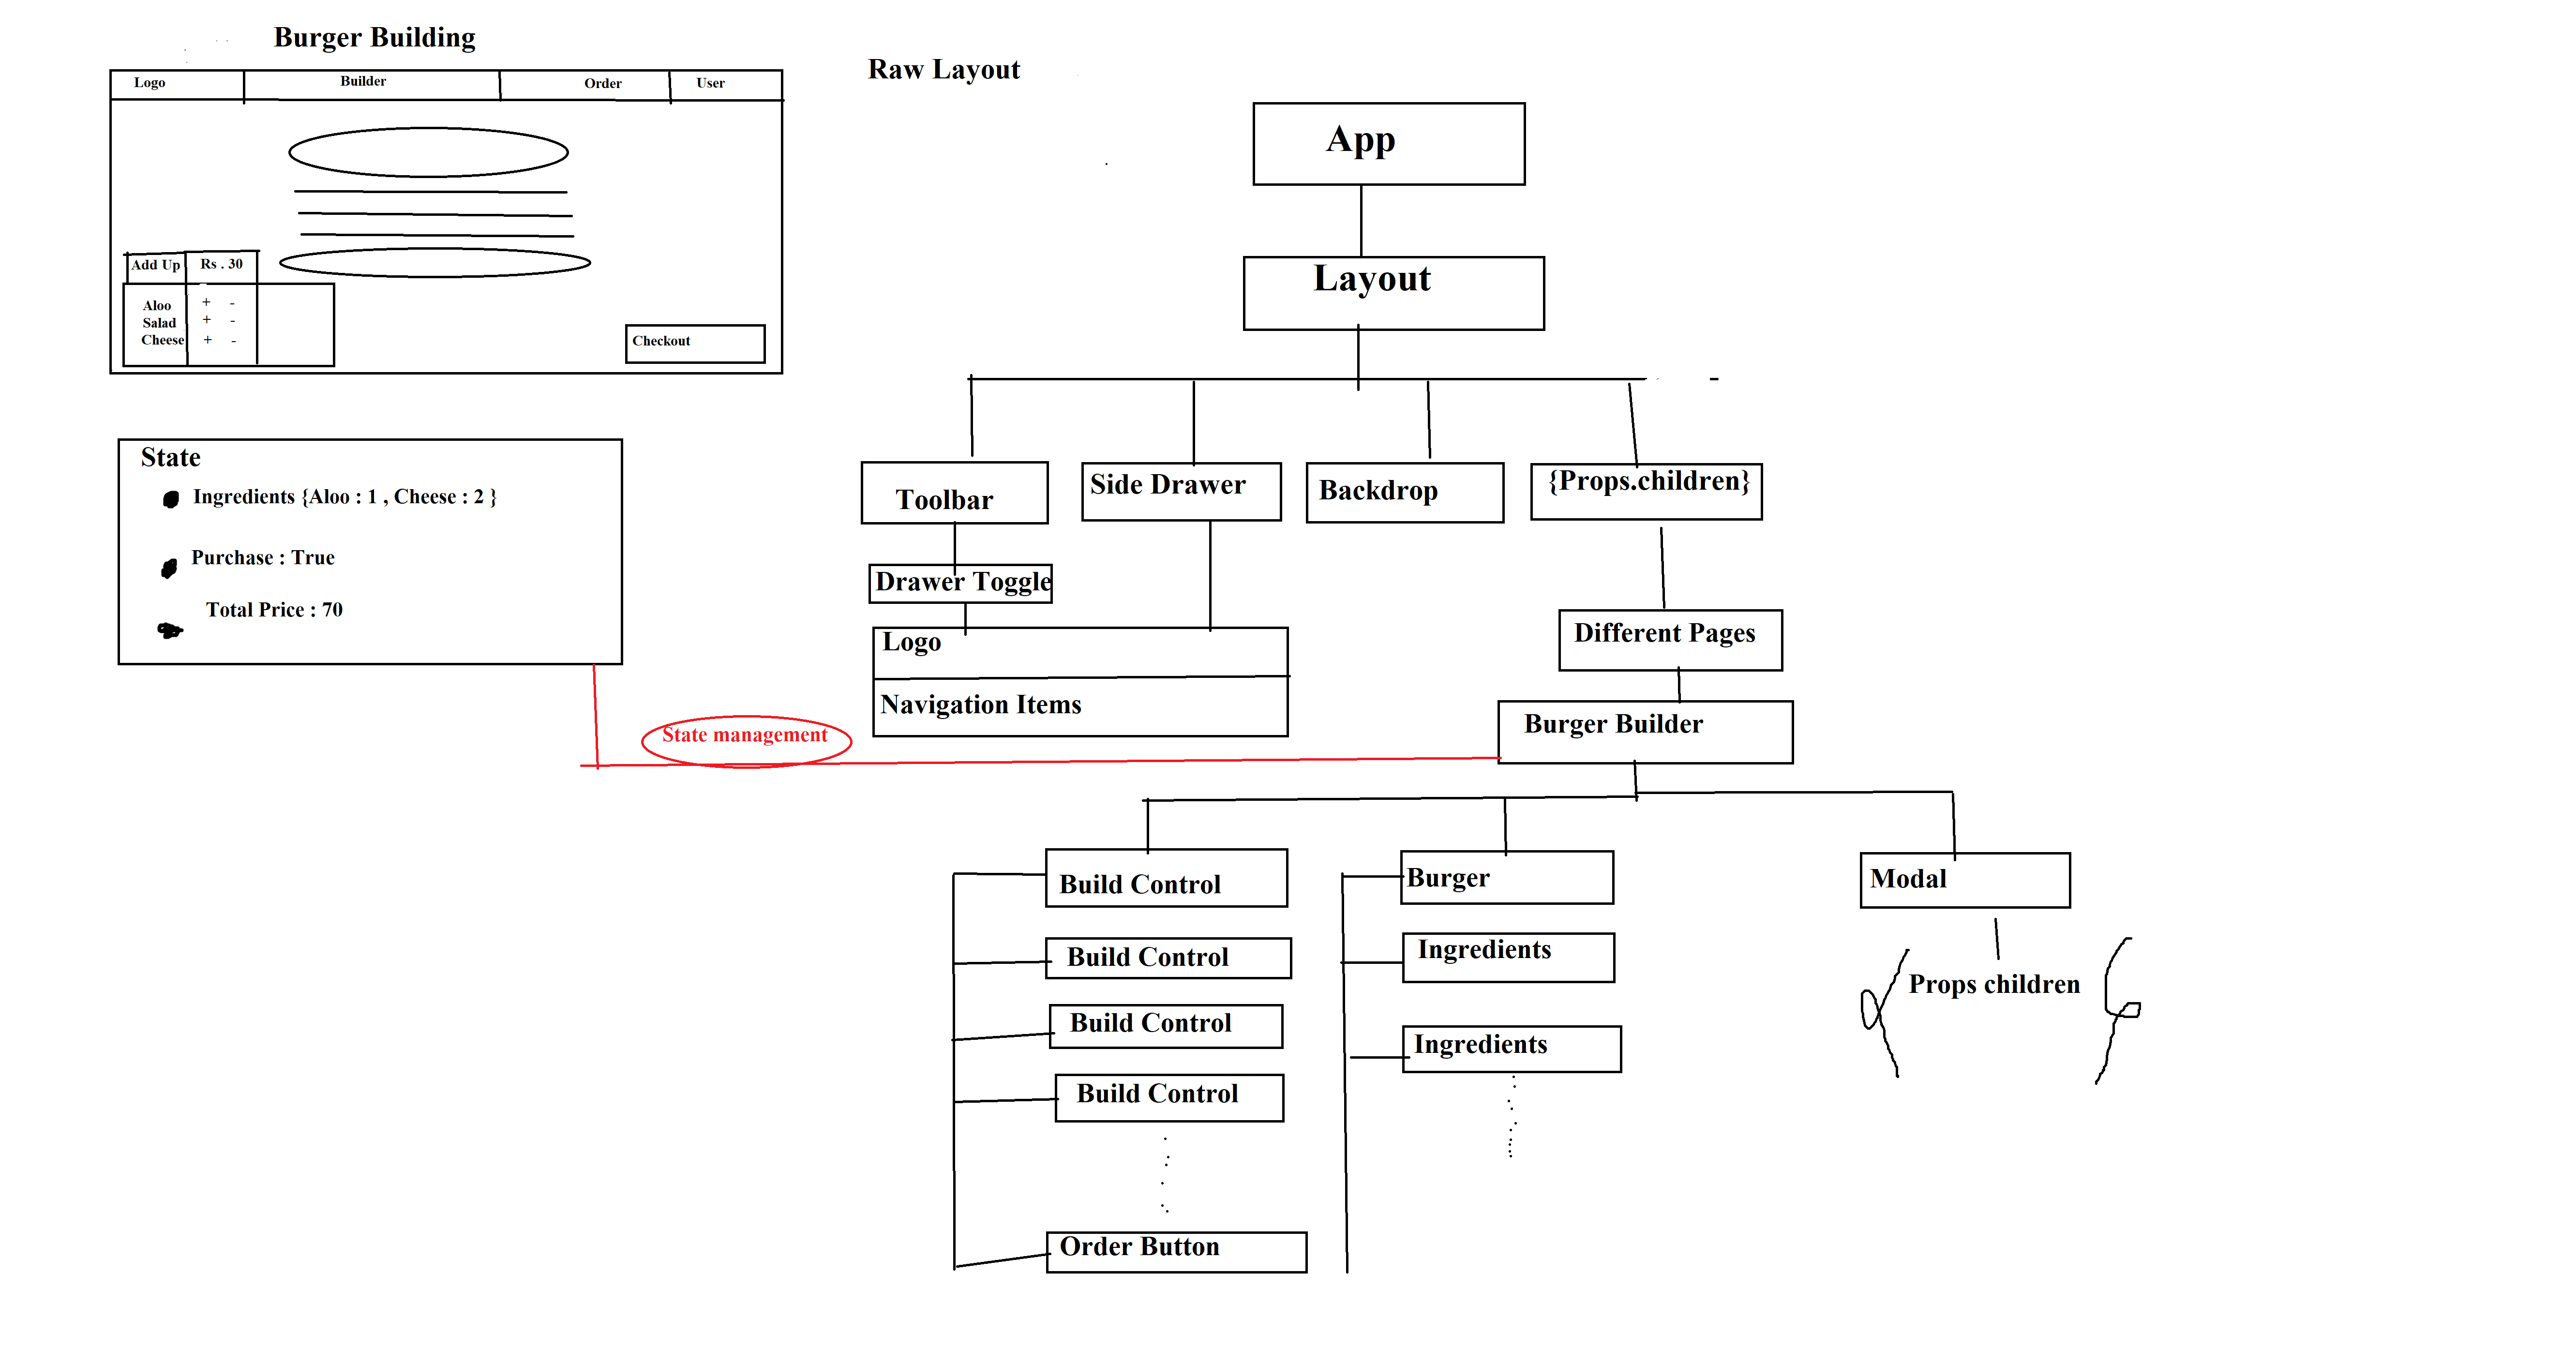 Burger Building
Logo Builder Order User
Add Up Rs . 30
Aloo + -
Salad + -
Cheese + -
Checkout
State
Ingredients {Aloo : 1 , Cheese : 2 }
Purchase : True
Total Price : 70
State management
Raw Layout
App
Layout
Toolbar
Side Drawer
Backdrop
{Props.children}
Drawer Toggle
Logo
Navigation Items
Different Pages
Burger Builder
Build Control
Build Control
Build Control
Build Control
Order Button
Burger
Ingredients
Ingredients
Modal
Props children